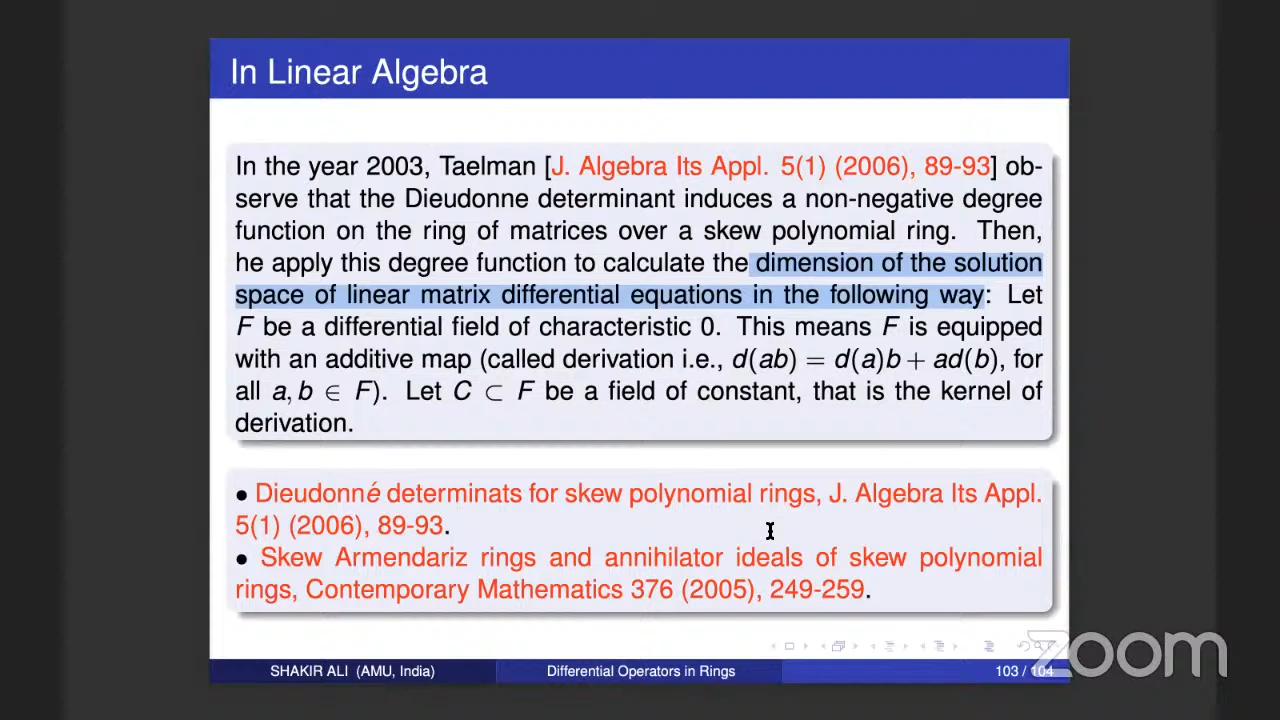 In Linear Algebra
In the year 2003, Taelman [J. Algebra Its Appl. 5(1) (2006), 89-93] ob-
serve that the Dieudonne determinant induces a non-negative degree
function on the ring of matrices over a skew polynomial ring. Then,
he apply this degree function to calculate the dimension of the solution
space of linear matrix differential equations in the following way: Let
F be a differential field of characteristic 0. This means F is equipped
with an additive map (called derivation i.e., d(ab) = d(a)b + ad(b), for
all a, b ∈ F). Let C ⊂ F be a field of constant, that is the kernel of
derivation.
• Dieudonné determinats for skew polynomial rings, J. Algebra Its Appl.
5(1) (2006), 89-93.
• Skew Armendariz rings and annihilator ideals of skew polynomial
rings, Contemporary Mathematics 376 (2005), 249-259.
SHAKIR ALI (AMU, India) Differential Operators in Rings 103 / 104
zoom